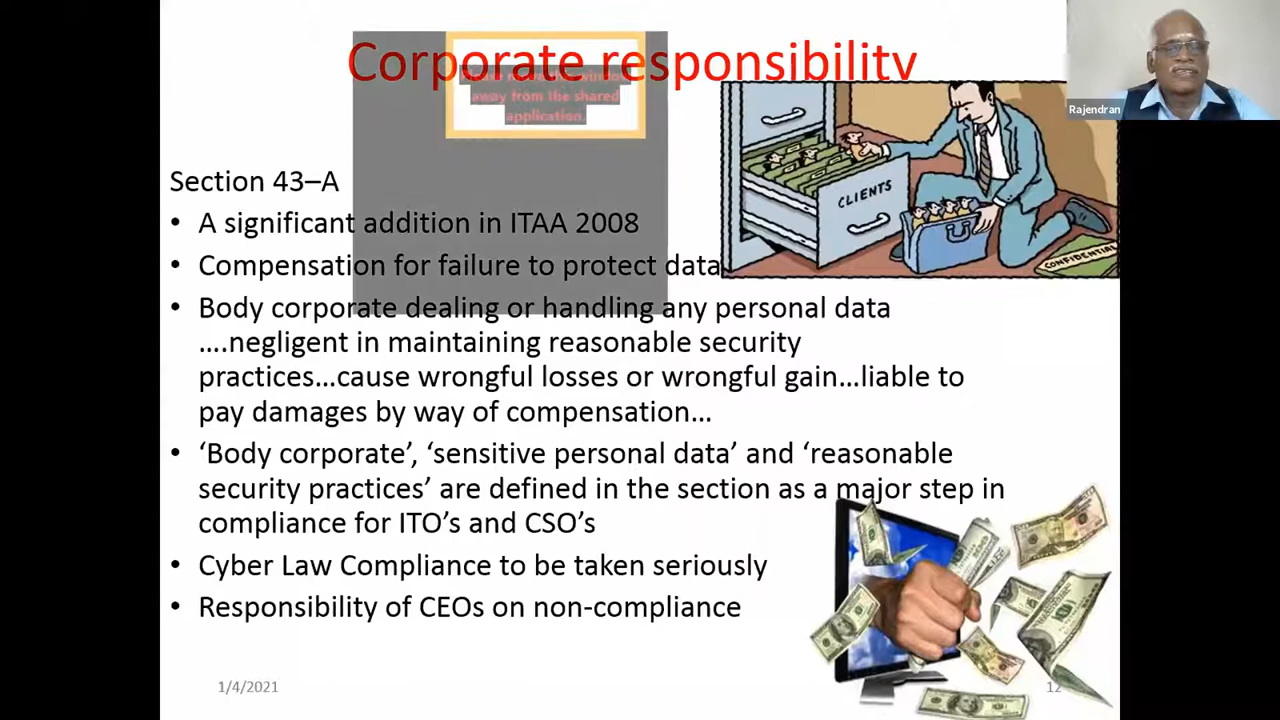 Corporate responsibility
away from the shared
application.
Rajendran
CLIENTS
CONFIDENTIAL
Section 43–A
• A significant addition in ITAA 2008
• Compensation for failure to protect data
• Body corporate dealing or handling any personal data
….negligent in maintaining reasonable security
practices…cause wrongful losses or wrongful gain…liable to
pay damages by way of compensation…
• ‘Body corporate’, ‘sensitive personal data’ and ‘reasonable
security practices’ are defined in the section as a major step in
compliance for ITO’s and CSO’s
• Cyber Law Compliance to be taken seriously
• Responsibility of CEOs on non-compliance
1/4/2021
12